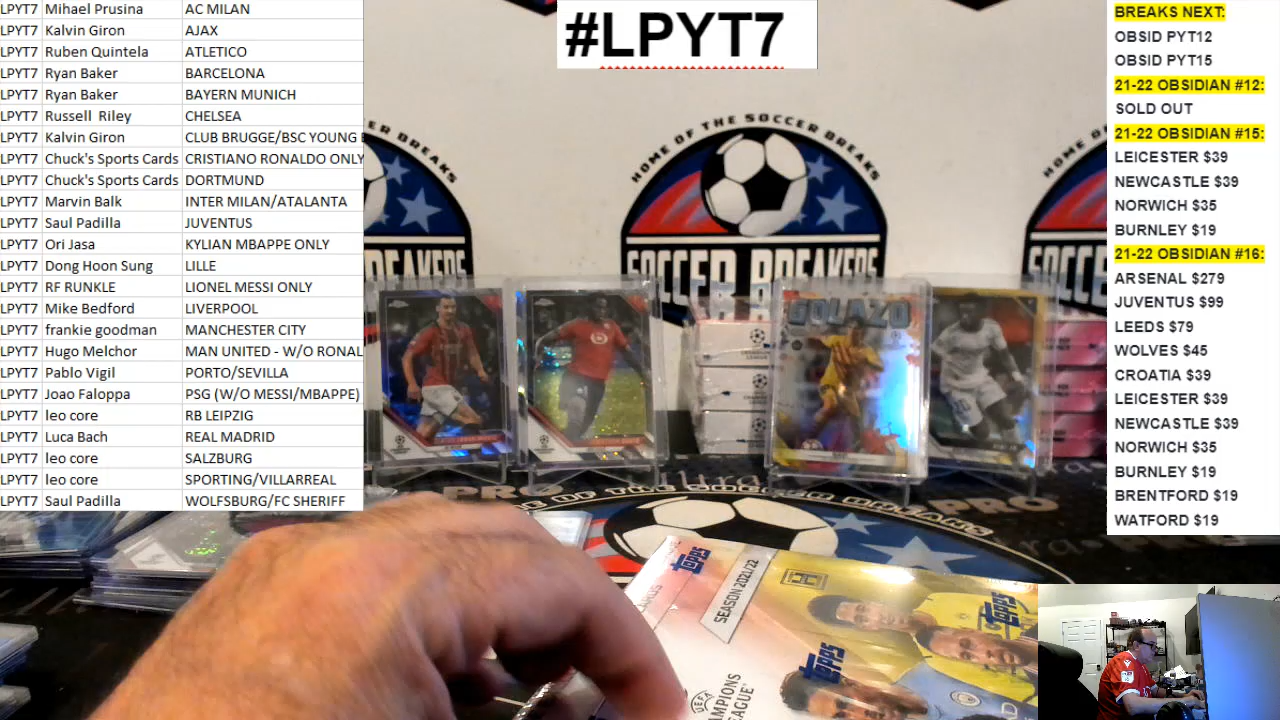 LPYT7 Mihael Prusina AC MILAN
LPYT7 Kalvin Giron AJAX
LPYT7 Ruben Quintela ATLETICO
LPYT7 Ryan Baker BARCELONA
LPYT7 Ryan Baker BAYERN MUNICH
LPYT7 Russell Riley CHELSEA
LPYT7 Kalvin Giron CLUB BRUGGE/BSC YOUNG
LPYT7 Chuck's Sports Cards CRISTIANO RONALDO ONLY
LPYT7 Chuck's Sports Cards DORTMUND
LPYT7 Marvin Balk INTER MILAN/ATALANTA
LPYT7 Saul Padilla JUVENTUS
LPYT7 Ori Jasa KYLIAN MBAPPE ONLY
LPYT7 Dong Hoon Sung LILLE
LPYT7 RF RUNKLE LIONEL MESSI ONLY
LPYT7 Mike Bedford LIVERPOOL
LPYT7 frankie goodman MANCHESTER CITY
LPYT7 Hugo Melchor MAN UNITED - W/O RONAL
LPYT7 Pablo Vigil PORTO/SEVILLA
LPYT7 Joao Faloppa PSG (W/O MESSI/MBAPPE)
LPYT7 leo core RB LEIPZIG
LPYT7 Luca Bach REAL MADRID
LPYT7 leo core SALZBURG
LPYT7 leo core SPORTING/VILLARREAL
LPYT7 Saul Padilla WOLFSBURG/FC SHERIFF
#LPYT7
BREAKS NEXT:
OBSID PYT12
OBSID PYT15
21-22 OBSIDIAN #12:
SOLD OUT
21-22 OBSIDIAN #15:
LEICESTER $39
NEWCASTLE $39
NORWICH $35
BURNLEY $19
21-22 OBSIDIAN #16:
ARSENAL $279
JUVENTUS $99
LEEDS $79
WOLVES $45
CROATIA $39
LEICESTER $39
NEWCASTLE $39
NORWICH $35
BURNLEY $19
BRENTFORD $19
WATFORD $19
HOME OF THE SOCCER BREAKS
SOCCER BREAKERS
GOLAZO
PRO
PRO
topps
SEASON 2021/22
topps
topps
UEFA
CHAMPIONS
LEAGUE